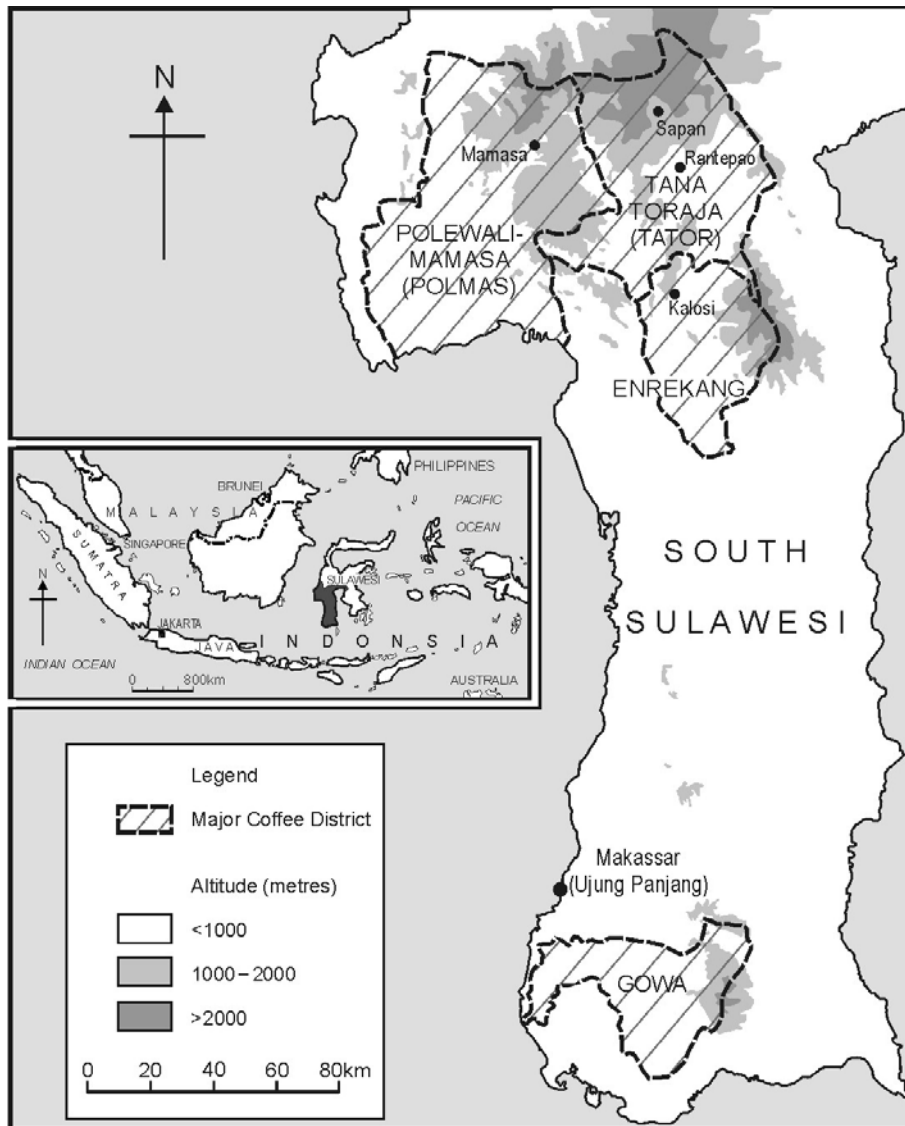 N
Sapan
Mamasa
Rantepao
TANA
TORAJA
(TATOR)
POLEWALI-
MAMASA
(POLMAS)
Kalosi
ENREKANG
SOUTH
SULAWESI
PHILIPPINES
BRUNEI
PACIFIC
OCEAN
MALAYSIA
SINGAPORE
SUMATRA
SULAWESI
N
JAKARTA
JAVA
INDONSIA
INDIAN OCEAN
0 800km
AUSTRALIA
Legend
Major Coffee District
Altitude (metres)
<1000
1000–2000
>2000
0 20 40 60 80km
Makassar
(Ujung Panjang)
GOWA